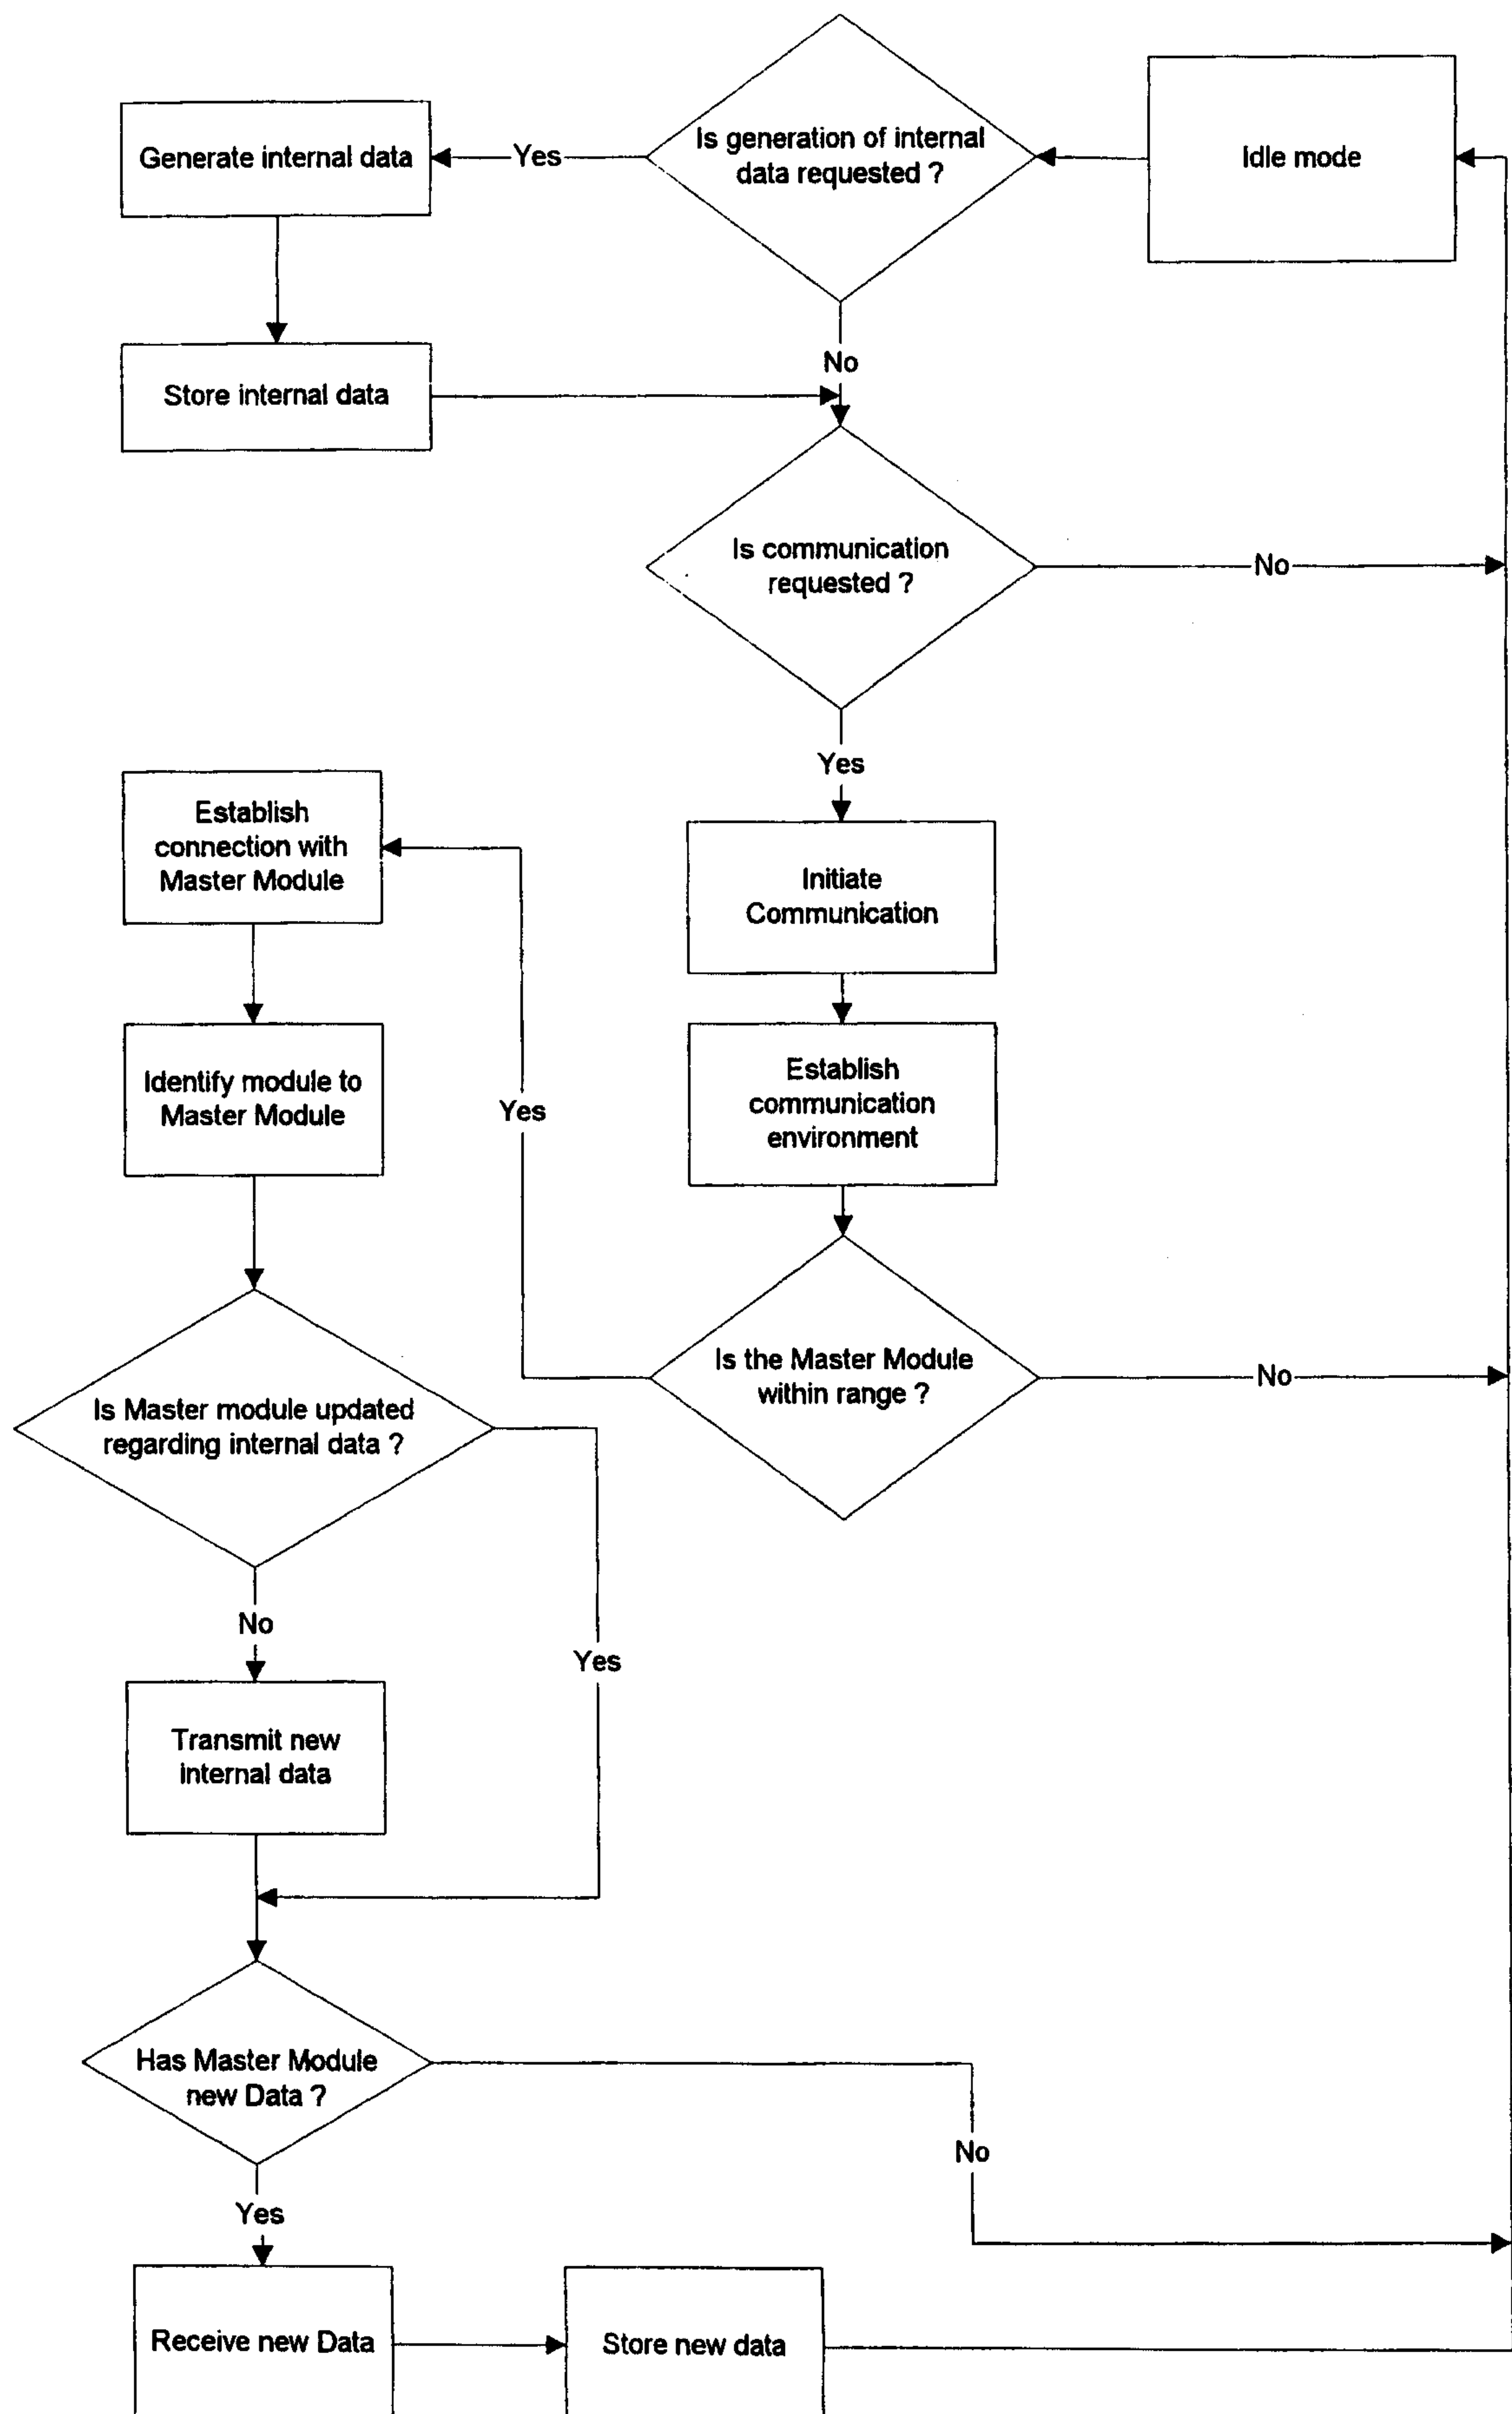 Is generation of internal
data requested ?
Idle mode
Yes
Generate internal data
No
Store internal data
Is communication
requested ?
No
Yes
Initiate
Communication
Establish
communication
environment
Is the Master Module
within range ?
No
Yes
Establish
connection with
Master Module
Identify module to
Master Module
Is Master module updated
regarding internal data ?
No
Yes
Transmit new
internal data
Has Master Module
new Data ?
No
Yes
Receive new Data
Store new data